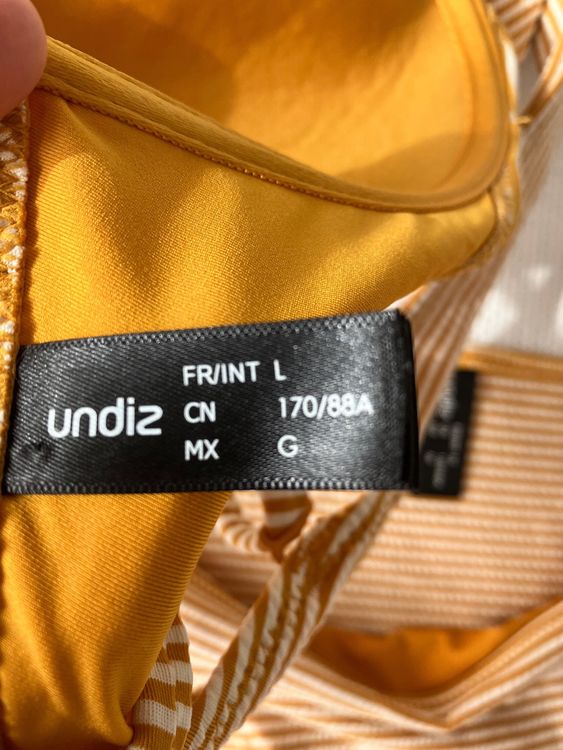 undiz
FR/INT L
CN 170/88A
MX G